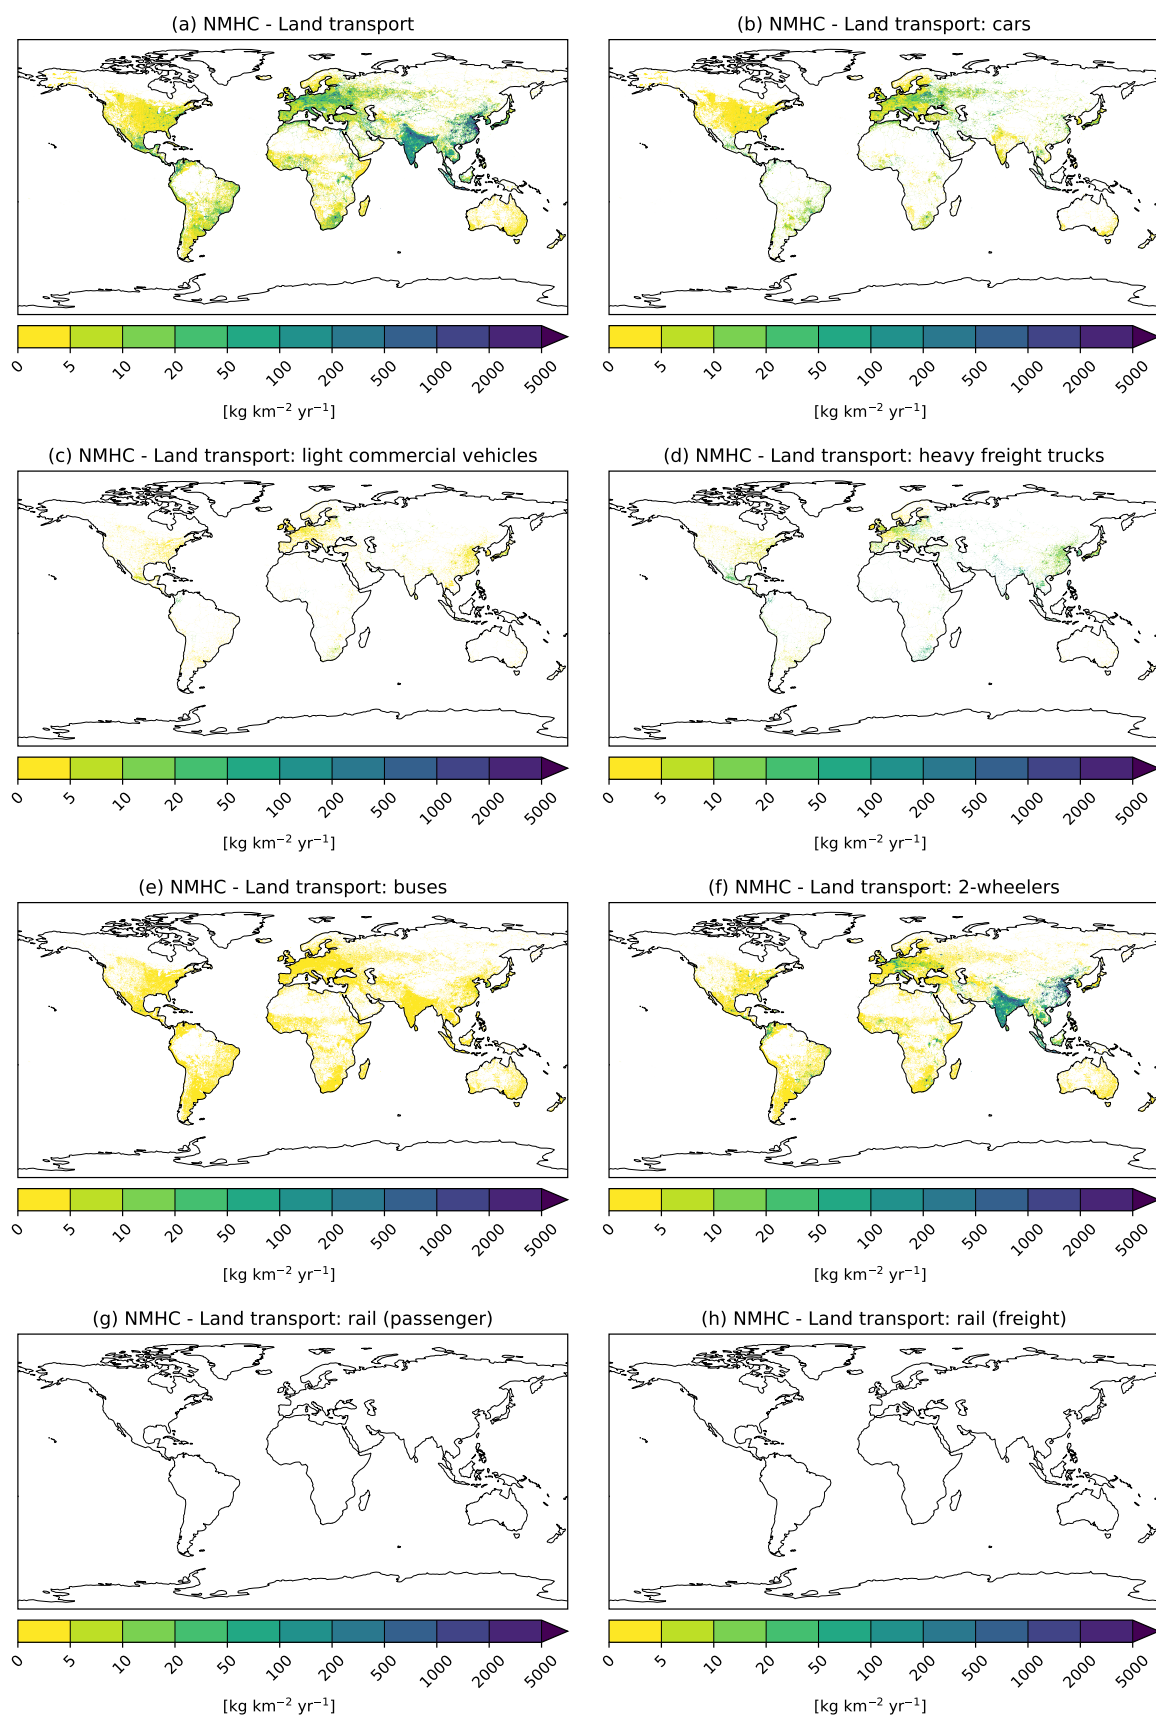 (a) NMHC - Land transport
(b) NMHC - Land transport: cars
0 5 10 20 50 100 200 500 1000 2000 5000
[kg km⁻² yr⁻¹]
0 5 10 20 50 100 200 500 1000 2000 5000
[kg km⁻² yr⁻¹]
(c) NMHC - Land transport: light commercial vehicles
(d) NMHC - Land transport: heavy freight trucks
0 5 10 20 50 100 200 500 1000 2000 5000
[kg km⁻² yr⁻¹]
0 5 10 20 50 100 200 500 1000 2000 5000
[kg km⁻² yr⁻¹]
(e) NMHC - Land transport: buses
(f) NMHC - Land transport: 2-wheelers
0 5 10 20 50 100 200 500 1000 2000 5000
[kg km⁻² yr⁻¹]
0 5 10 20 50 100 200 500 1000 2000 5000
[kg km⁻² yr⁻¹]
(g) NMHC - Land transport: rail (passenger)
(h) NMHC - Land transport: rail (freight)
0 5 10 20 50 100 200 500 1000 2000 5000
[kg km⁻² yr⁻¹]
0 5 10 20 50 100 200 500 1000 2000 5000
[kg km⁻² yr⁻¹]